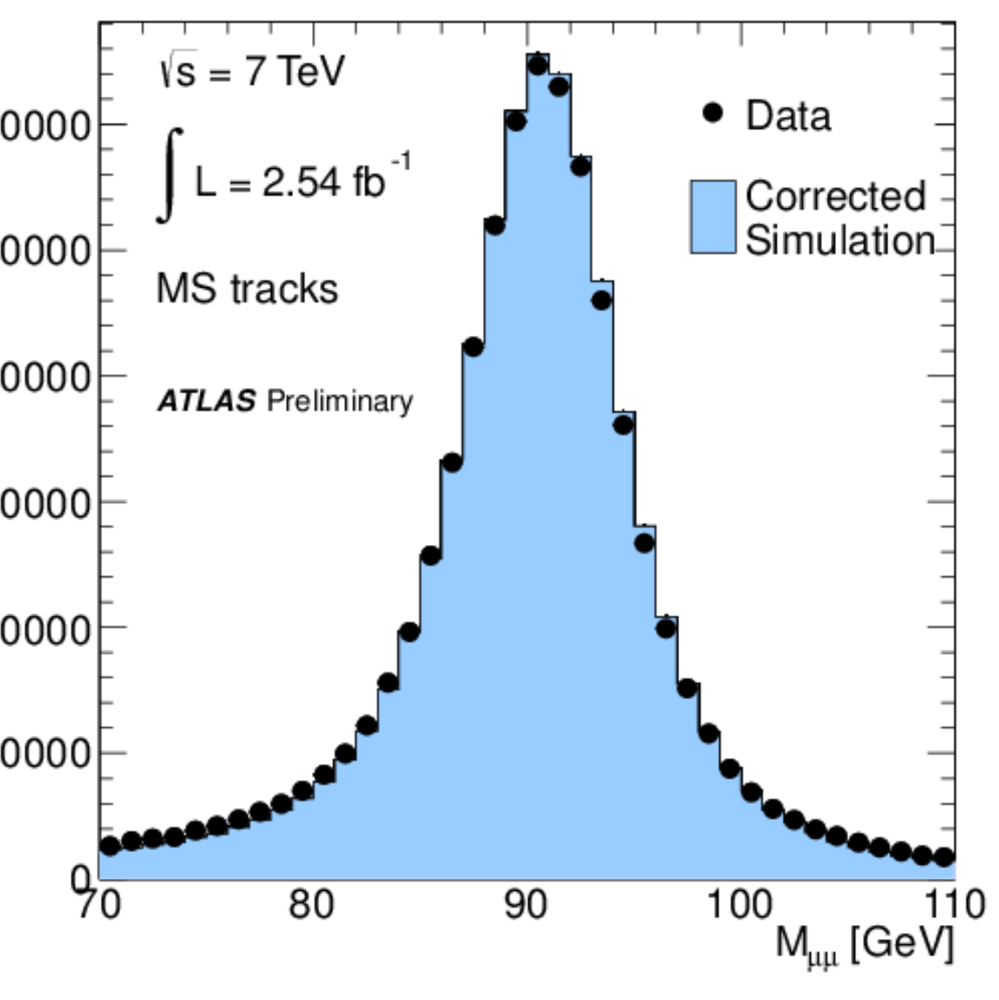 √s = 7 TeV
∫ L = 2.54 fb⁻¹
MS tracks
ATLAS Preliminary
Data
Corrected
Simulation
0000
0000
0000
0000
0000
0000
0
70 80 90 100 110
Mμμ [GeV]